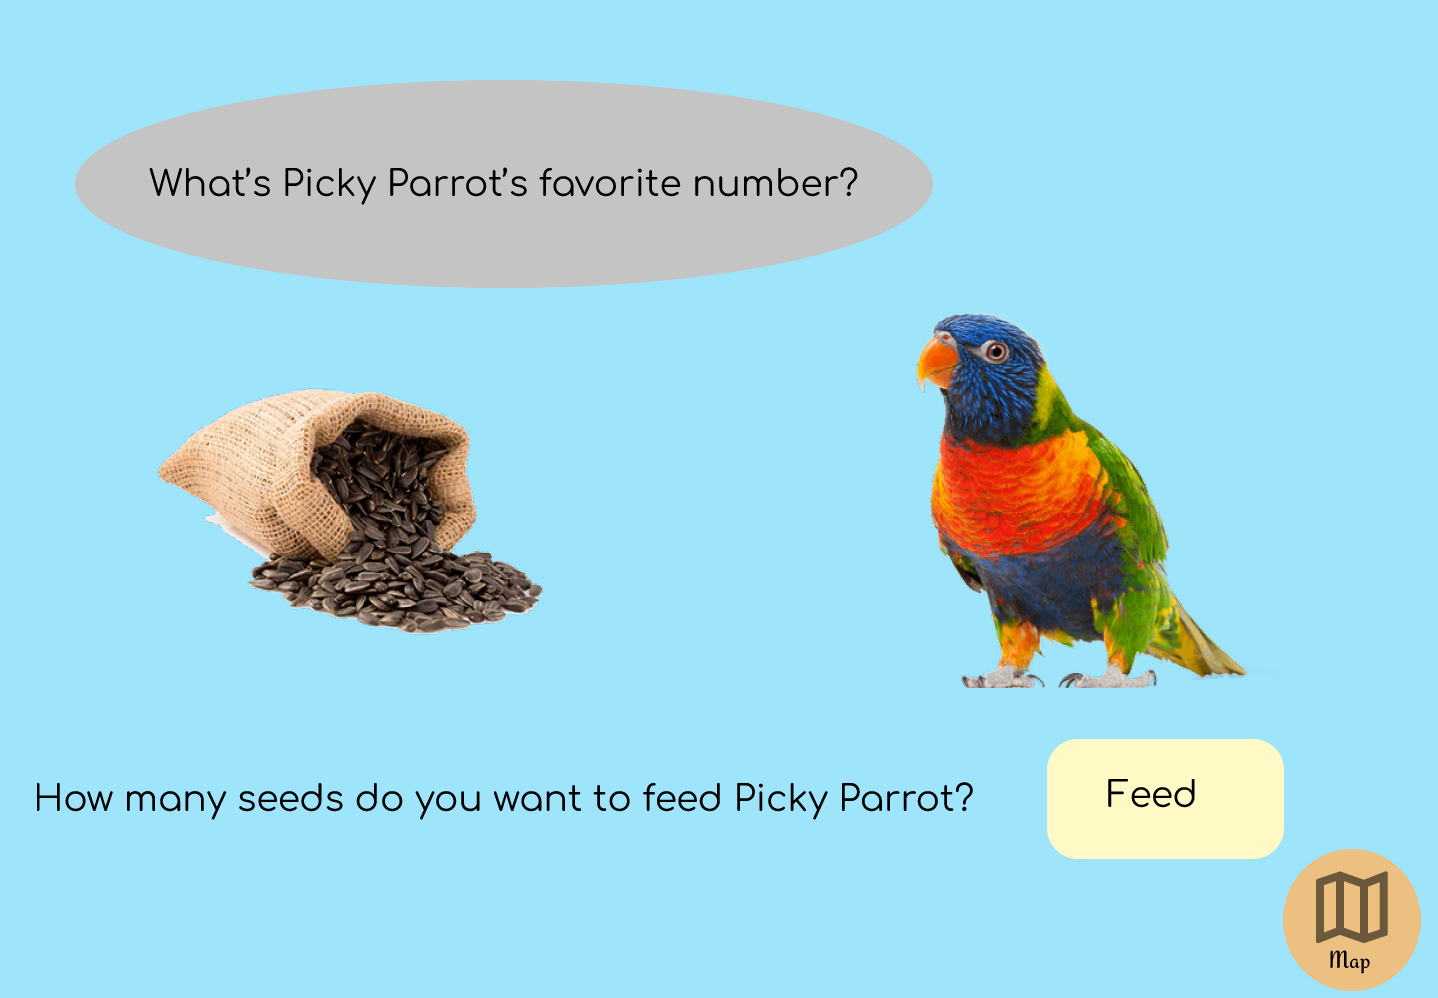 What's Picky Parrot's favorite number?
How many seeds do you want to feed Picky Parrot?
Feed
Map